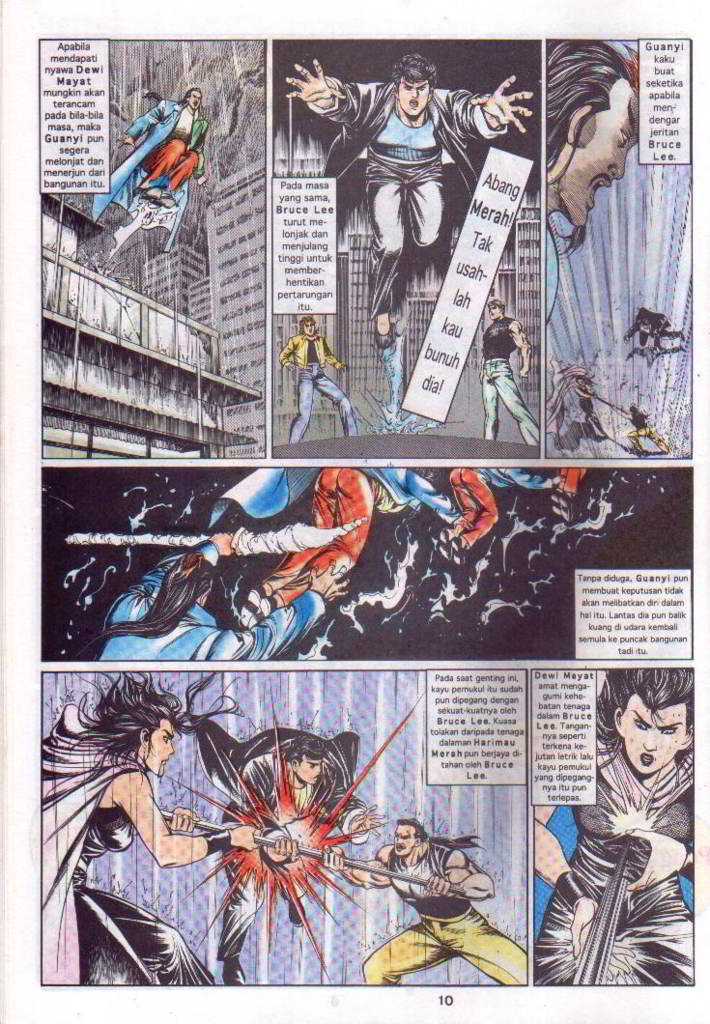 Apabila
mendapati
nyawa Dewi
Mayat
mungkin akan
terancam
pada bila-bila
masa, maka
Guanyi pun
segera
melonjat dan
menerjun dari
bangunan itu.
Pada masa
yang sama,
Bruce Lee
turut me-
lonjak dan
menjulang
tinggi untuk
member-
hentikan
pertarungan
itu.
Abang
Merah!
Tak
usah-
lah
kau
bunuh
dia!
Guanyi
kaku
buat
seketika
apabila
men-
dengar
jeritan
Bruce
Lee.
Tanpa diduga, Guanyi pun
membuat keputusan tidak
akan melibatkan diri dalam
hal itu. Lantas dia pun balik
kuang di udara kembali
semula ke puncak bangunan
tadi itu.
Pada saat genting ini,
kayu pemukul itu sudah
pun dipegang dengan
sekuat-kuatnya oleh
Bruce Lee. Kuasa
tolakan daripada tenaga
dalaman Harimau
Merah pun berjaya di-
tahan oleh Bruce
Lee.
Dewi Mayat
amat menga-
gumi kehe-
batan tenaga
dalam Bruce
Lee. Tangan-
nya seperti
terkena ke-
jutan letrik lalu
kayu pemukul
yang dipegang-
nya itu pun
terlepas.
10